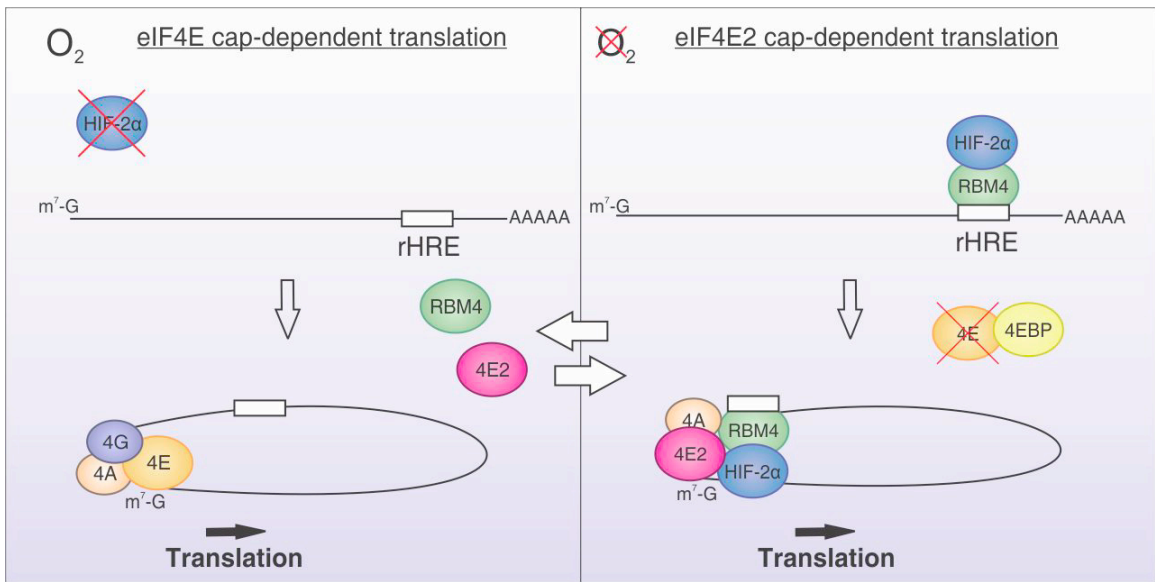 O₂
eIF4E cap-dependent translation
HIF-2α
m⁷-G
AAAAA
rHRE
RBM4
4E2
4G
4A
4E
m⁷-G
Translation
O₂
eIF4E2 cap-dependent translation
HIF-2α
RBM4
m⁷-G
AAAAA
rHRE
4E
4EBP
4A
RBM4
4E2
HIF-2α
m⁷-G
Translation